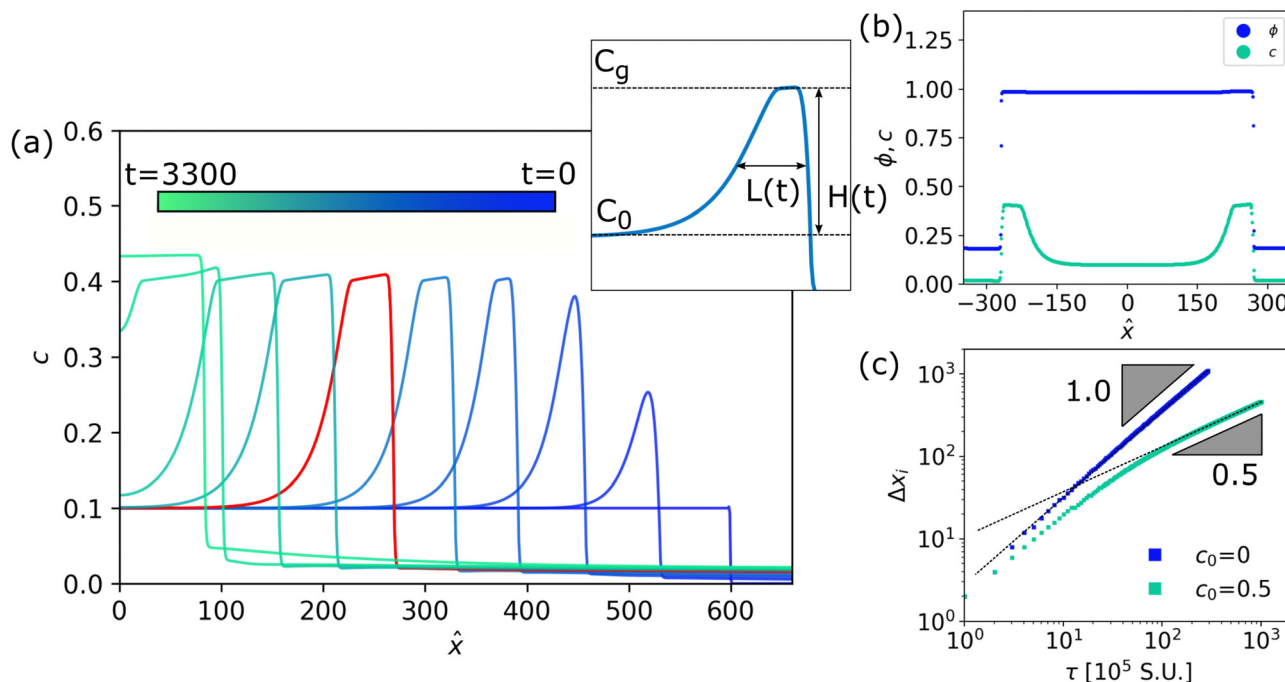 (a)
0.6
0.5
0.4
0.3
0.2
0.1
0.0
c
0 100 200 300 400 500 600
x̂
t=3300 t=0
C_g
C_0
L(t)
H(t)
(b)
1.25
1.00
0.75
0.50
0.25
0.00
ϕ, c
ϕ
c
−300 −150 0 150 300
x̂
(c)
10³
10²
10¹
10⁰
Δx_i
1.0
0.5
c₀=0
c₀=0.5
10⁰ 10¹ 10² 10³
τ [10⁵ S.U.]